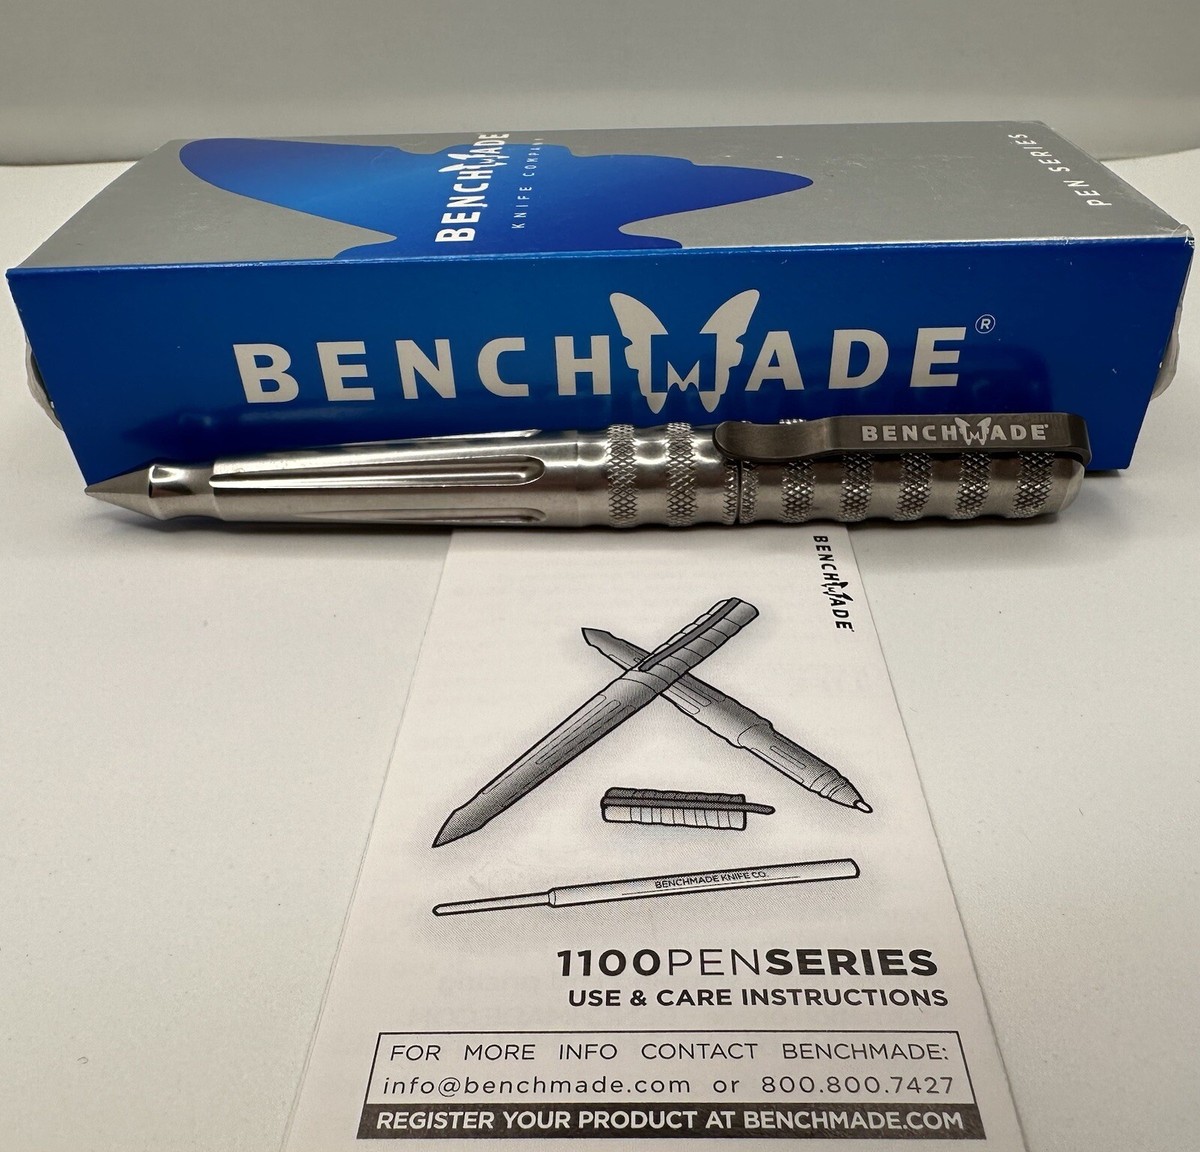 BENCHMADE
KNIFE COMPANY
PEN SERIES
BENCHMADE®
BENCHMADE
BENCHMADE
BENCHMADE KNIFE CO.
1100PENSERIES
USE & CARE INSTRUCTIONS
FOR MORE INFO CONTACT BENCHMADE:
info@benchmade.com or 800.800.7427
REGISTER YOUR PRODUCT AT BENCHMADE.COM